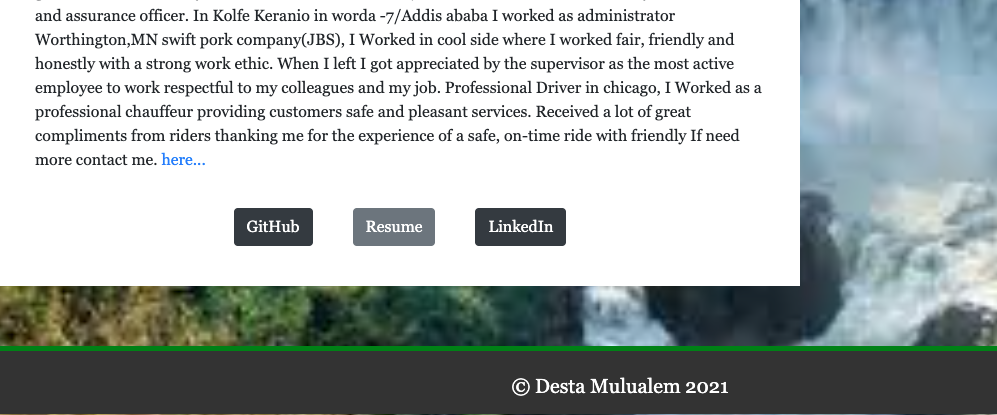 and assurance officer. In Kolfe Keranio in worda -7/Addis ababa I worked as administrator
Worthington,MN swift pork company(JBS), I Worked in cool side where I worked fair, friendly and
honestly with a strong work ethic. When I left I got appreciated by the supervisor as the most active
employee to work respectful to my colleagues and my job. Professional Driver in chicago, I Worked as a
professional chauffeur providing customers safe and pleasant services. Received a lot of great
compliments from riders thanking me for the experience of a safe, on-time ride with friendly If need
more contact me. here...
GitHub Resume LinkedIn
© Desta Mulualem 2021